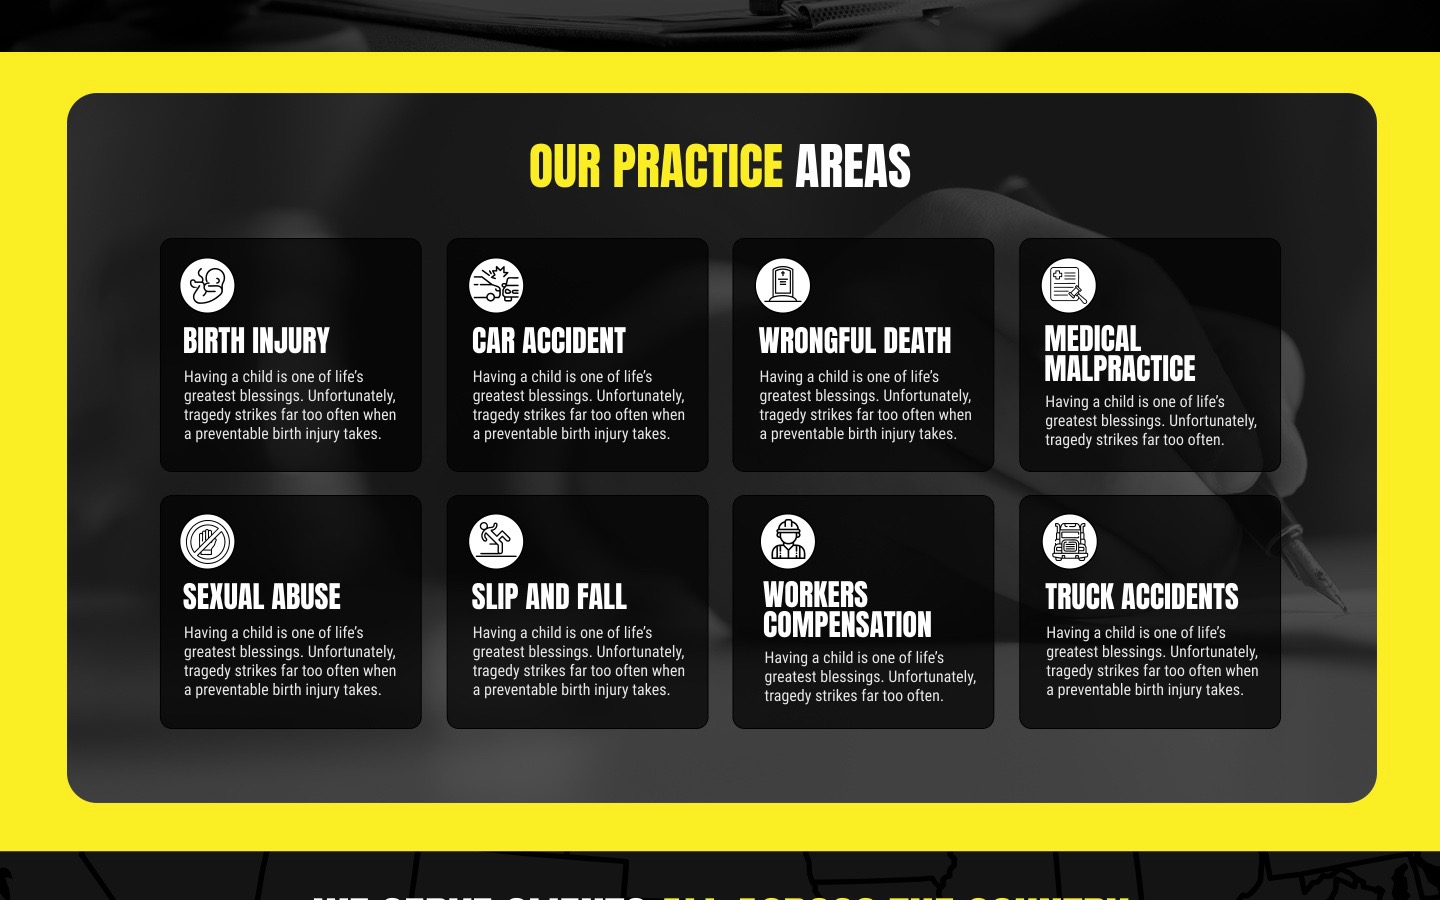 OUR PRACTICE AREAS
BIRTH INJURY
Having a child is one of life’s
greatest blessings. Unfortunately,
tragedy strikes far too often when
a preventable birth injury takes.
CAR ACCIDENT
Having a child is one of life’s
greatest blessings. Unfortunately,
tragedy strikes far too often when
a preventable birth injury takes.
WRONGFUL DEATH
Having a child is one of life’s
greatest blessings. Unfortunately,
tragedy strikes far too often when
a preventable birth injury takes.
MEDICAL
MALPRACTICE
Having a child is one of life’s
greatest blessings. Unfortunately,
tragedy strikes far too often.
SEXUAL ABUSE
Having a child is one of life’s
greatest blessings. Unfortunately,
tragedy strikes far too often when
a preventable birth injury takes.
SLIP AND FALL
Having a child is one of life’s
greatest blessings. Unfortunately,
tragedy strikes far too often when
a preventable birth injury takes.
WORKERS
COMPENSATION
Having a child is one of life’s
greatest blessings. Unfortunately,
tragedy strikes far too often.
TRUCK ACCIDENTS
Having a child is one of life’s
greatest blessings. Unfortunately,
tragedy strikes far too often when
a preventable birth injury takes.
WE SERVE CLIENTS ALL ACROSS THE COUNTRY